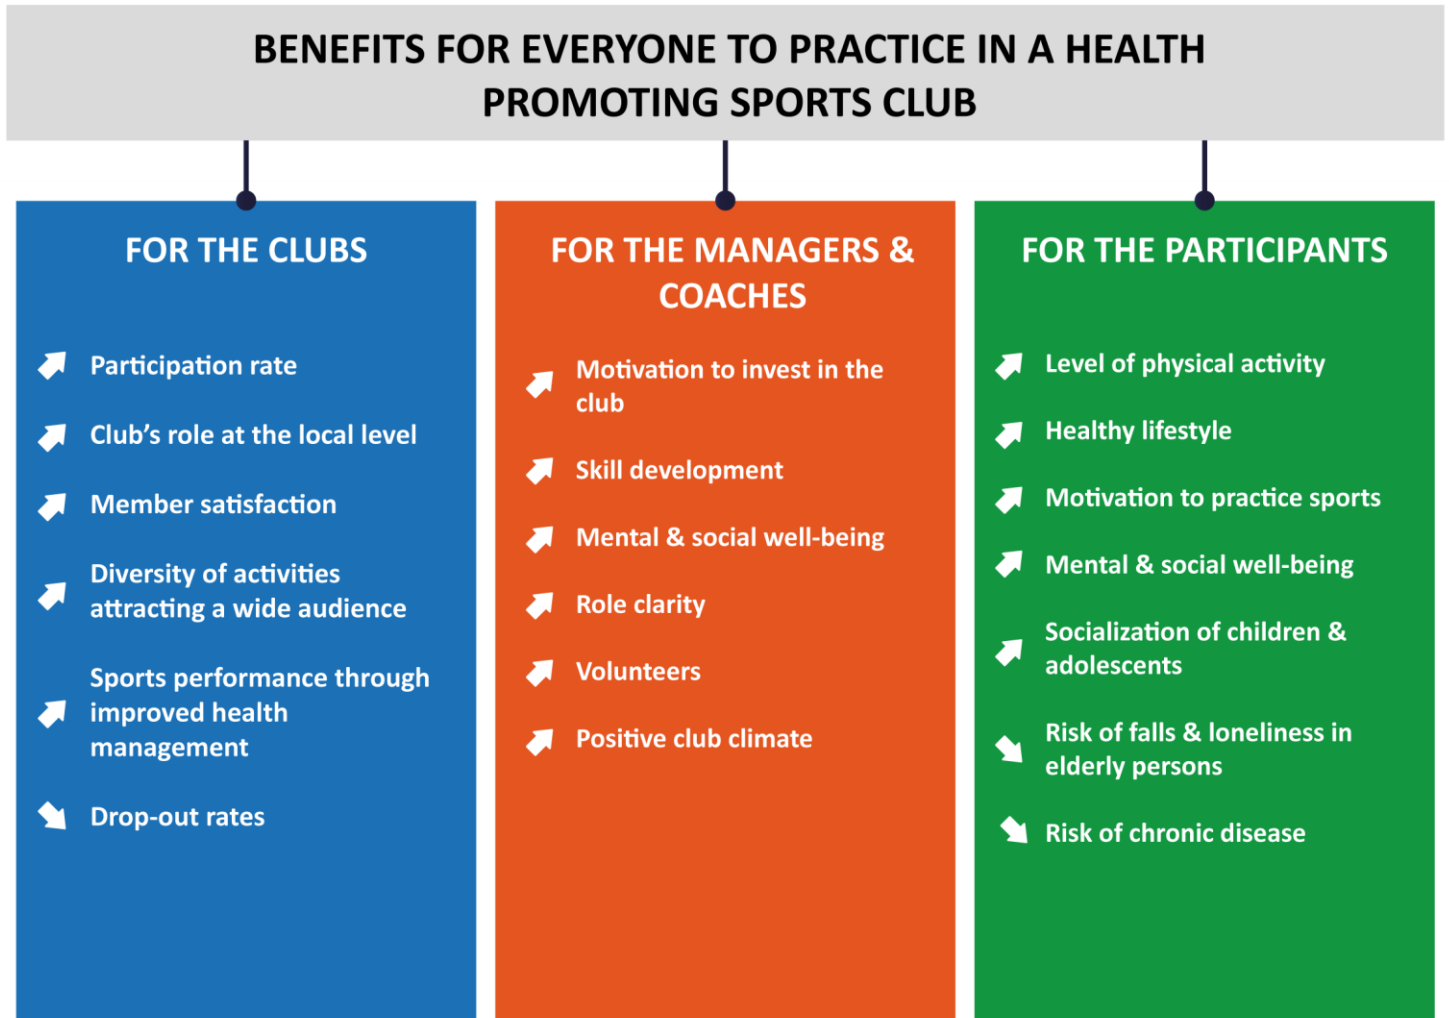 BENEFITS FOR EVERYONE TO PRACTICE IN A HEALTH
PROMOTING SPORTS CLUB
FOR THE CLUBS
Participation rate
Club's role at the local level
Member satisfaction
Diversity of activities
attracting a wide audience
Sports performance through
improved health
management
Drop-out rates
FOR THE MANAGERS &
COACHES
Motivation to invest in the
club
Skill development
Mental & social well-being
Role clarity
Volunteers
Positive club climate
FOR THE PARTICIPANTS
Level of physical activity
Healthy lifestyle
Motivation to practice sports
Mental & social well-being
Socialization of children &
adolescents
Risk of falls & loneliness in
elderly persons
Risk of chronic disease